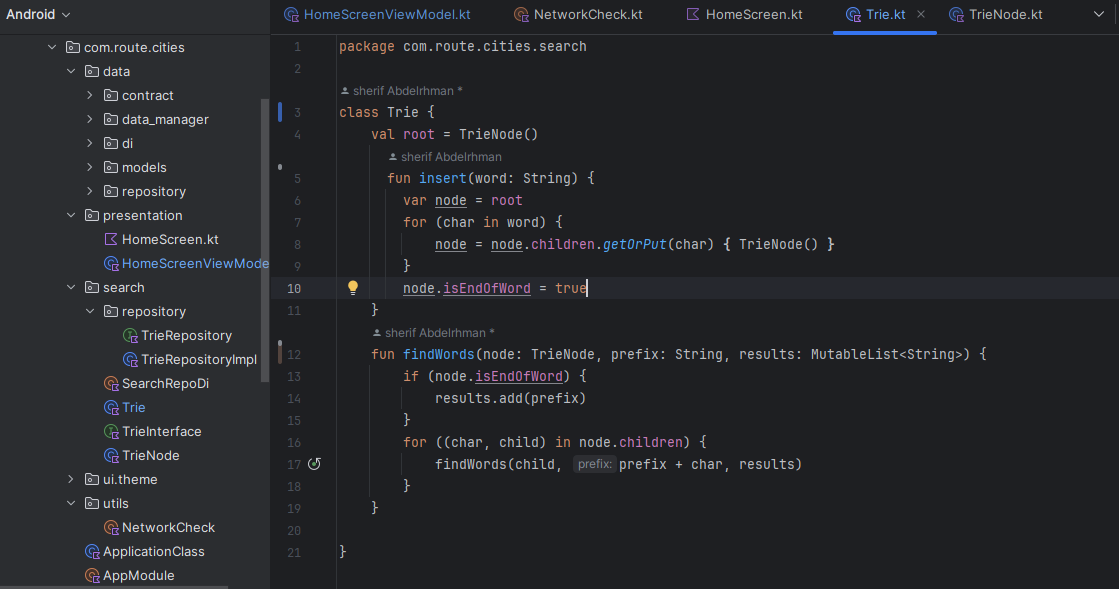 Android
HomeScreenViewModel.kt
NetworkCheck.kt
HomeScreen.kt
Trie.kt
TrieNode.kt
com.route.cities
data
contract
data_manager
di
models
repository
presentation
HomeScreen.kt
HomeScreenViewMode
search
repository
TrieRepository
TrieRepositoryImpl
SearchRepoDi
Trie
TrieInterface
TrieNode
ui.theme
utils
NetworkCheck
ApplicationClass
AppModule
1 package com.route.cities.search
2
sherif Abdelrhman *
3 class Trie {
4 val root = TrieNode()
sherif Abdelrhman
5 fun insert(word: String) {
6 var node = root
7 for (char in word) {
8 node = node.children.getOrPut(char) { TrieNode() }
9 }
10 node.isEndOfWord = true
11 }
sherif Abdelrhman *
12 fun findWords(node: TrieNode, prefix: String, results: MutableList<String>) {
13 if (node.isEndOfWord) {
14 results.add(prefix)
15 }
16 for ((char, child) in node.children) {
17 findWords(child, prefix: prefix + char, results)
18 }
19 }
20
21 }